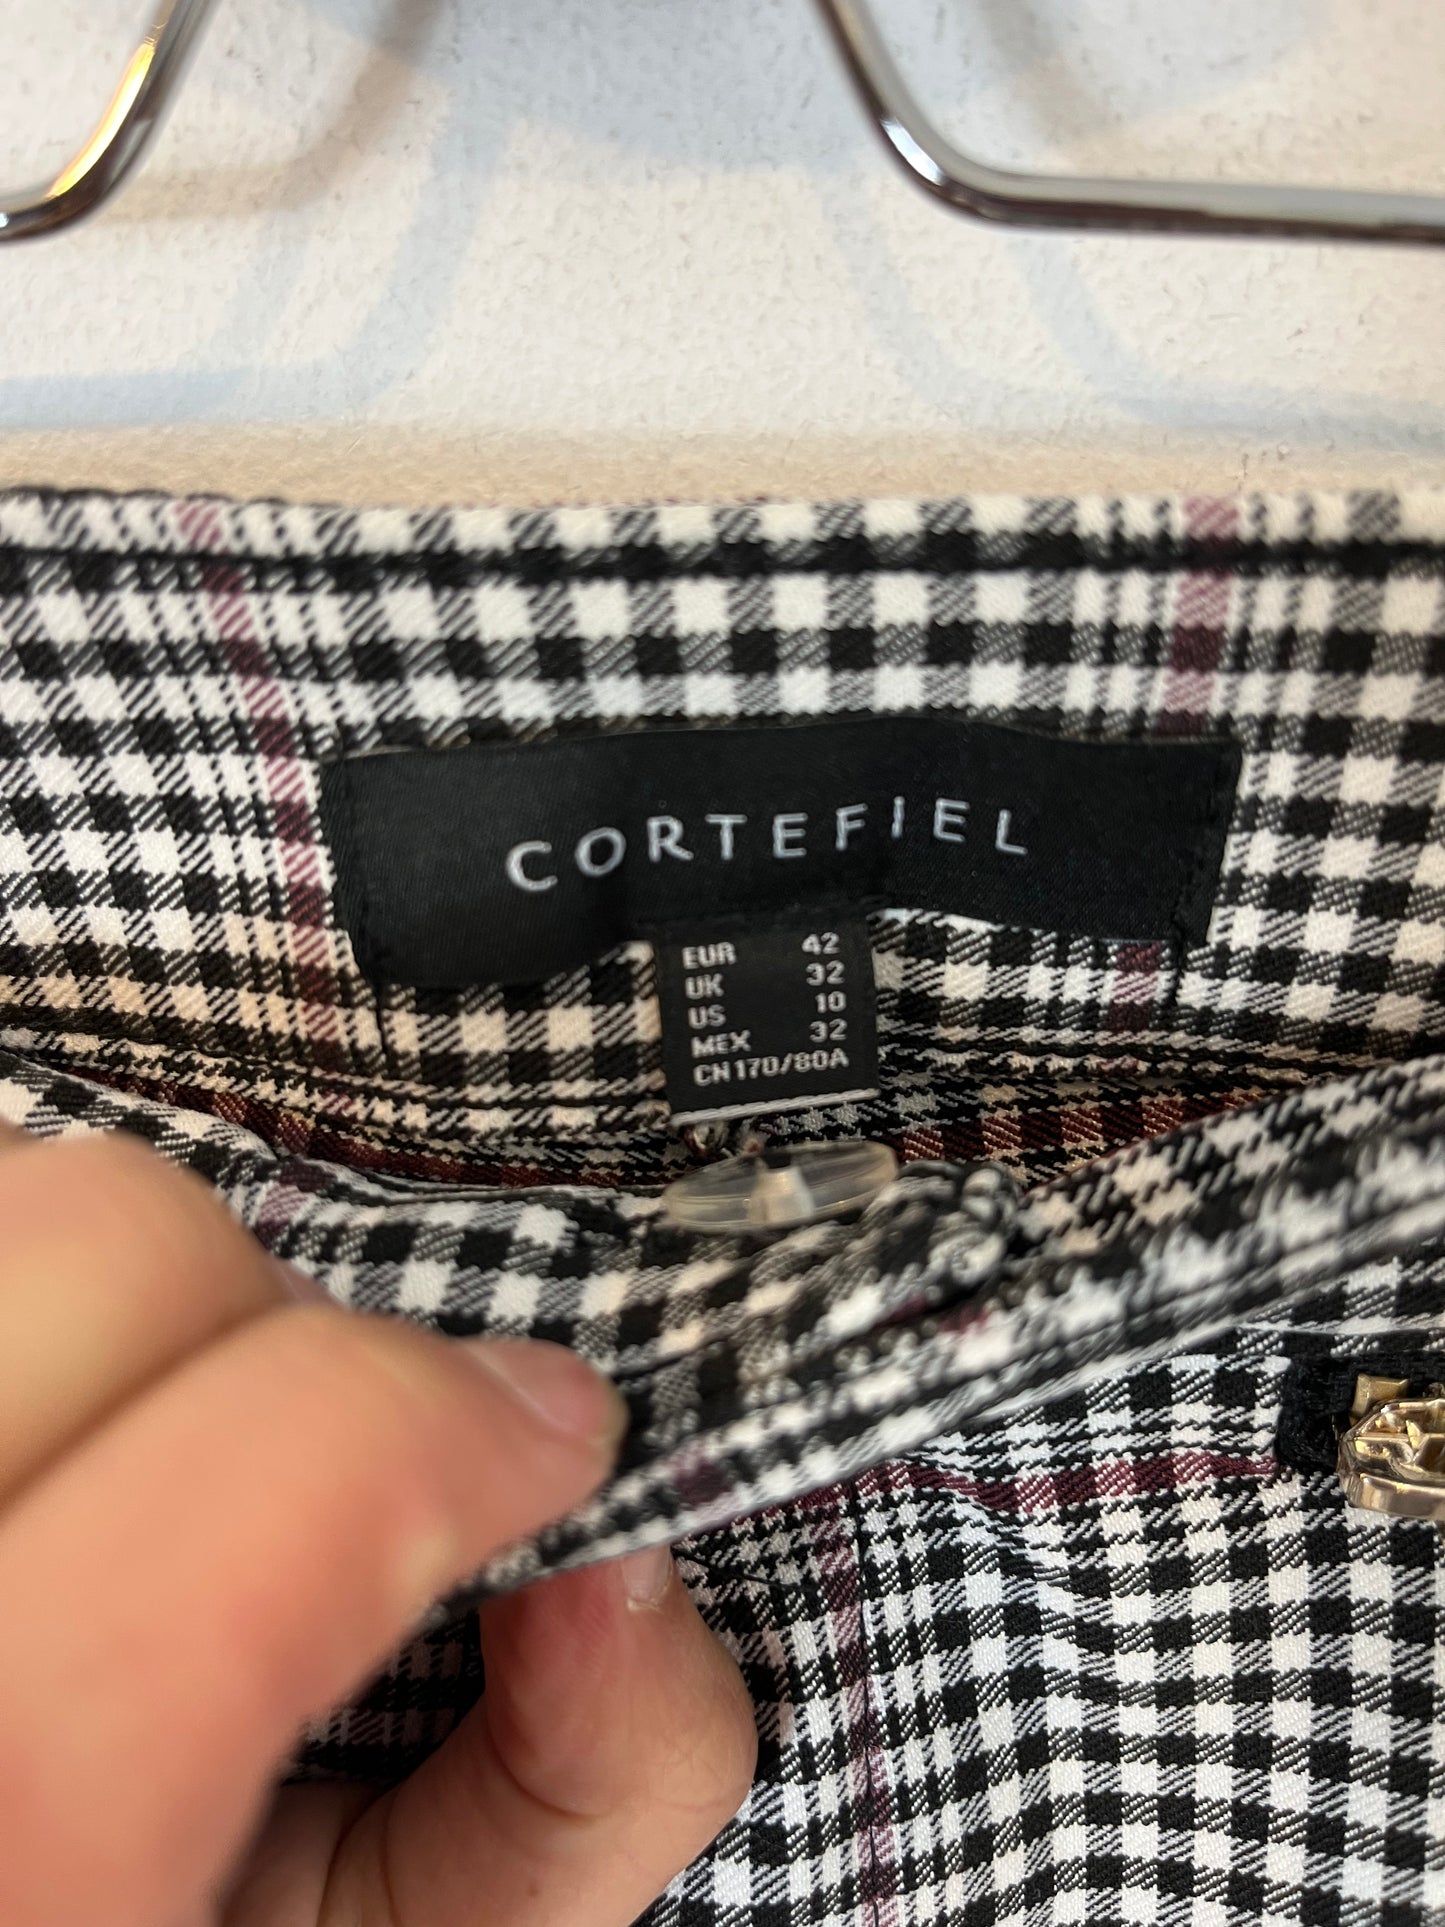 CORTEFIEL
EUR 42
UK 32
US 10
MEX 32
CN 170/80A